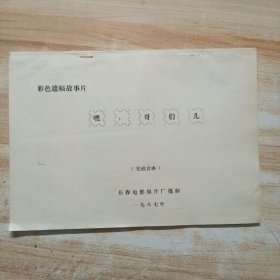 彩色遮幅故事片
嘿·哥们儿
(完成台本)
长春电影制片厂摄制
一九八七年